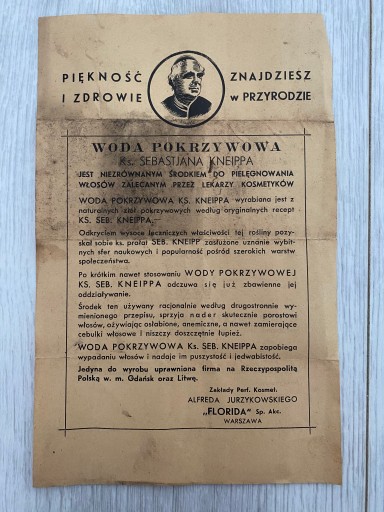 PIĘKNOŚĆ ZNAJDZIESZ
I ZDROWIE w PRZYRODZIE
WODA POKRZYWOWA
Ks. SEBASTJANA KNEIPPA
JEST NIEZRÓWNANYM ŚRODKIEM DO PIELĘGNOWANIA
WŁOSÓW ZALECANYM PRZEZ LEKARZY KOSMETYKÓW
WODA POKRZYWOWA KS. KNEIPPA wyrabiana jest z
naturalnych ziół pokrzywowych według oryginalnych recept
KS. SEB. KNEIPPA.—
Odkryciem wysoce leczniczych właściwości tej rośliny pozy-
skał sobie ks. prałat SEB. KNEIPP zasłużone uznanie wybit-
nych sfer naukowych i popularność pośród szerokich warstw
społeczeństwa.
Po krótkim nawet stosowaniu WODY POKRZYWOWEJ
KS. SEB. KNEIPPA odczuwa się już zbawienne jej
oddziaływanie.
Środek ten używany racjonalnie według drugostronnie wy-
mienionego przepisu, sprzyja nader skutecznie porostowi
włosów, ożywiając osłabione, anemiczne, a nawet zamierające
cebulki włosowe i niszczy doszczętnie łupież.
WODA POKRZYWOWA Ks. SEB. KNEIPPA zapobiega
wypadaniu włosów i nadaje im puszystość i jedwabistość.
Jedyna do wyrobu uprawniona firma na Rzeczypospolitą
Polską w. m. Gdańsk oraz Litwę.
Zakłady Perf. Kosmet.
ALFREDA JURZYKOWSKIEGO
„FLORIDA" Sp. Akc.
WARSZAWA